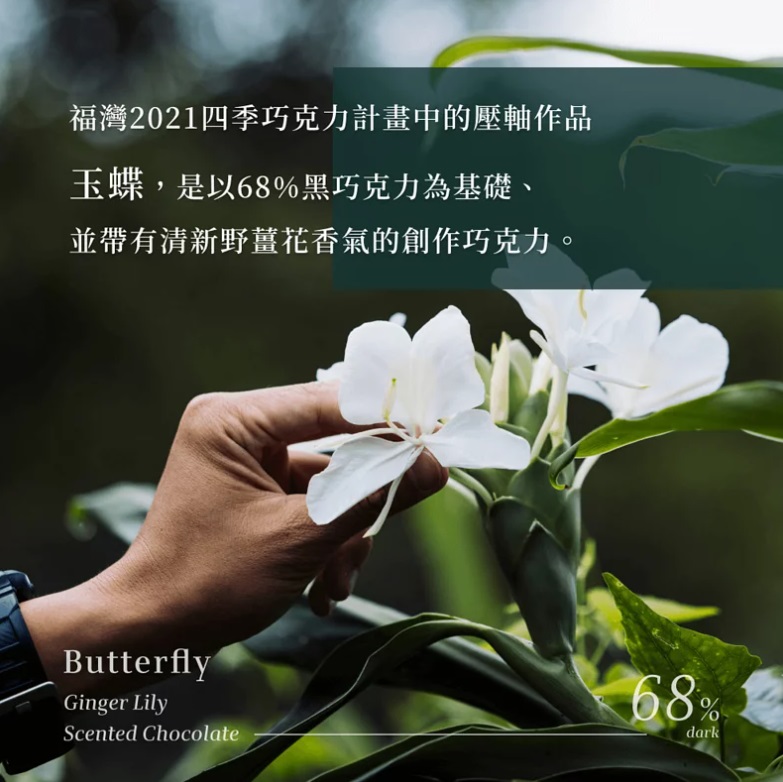 福灣2021四季巧克力計畫中的壓軸作品
玉蝶，是以68%黑巧克力為基礎、
並帶有清新野薑花香氣的創作巧克力。
Butterfly
Ginger Lily
Scented Chocolate
68%
dark